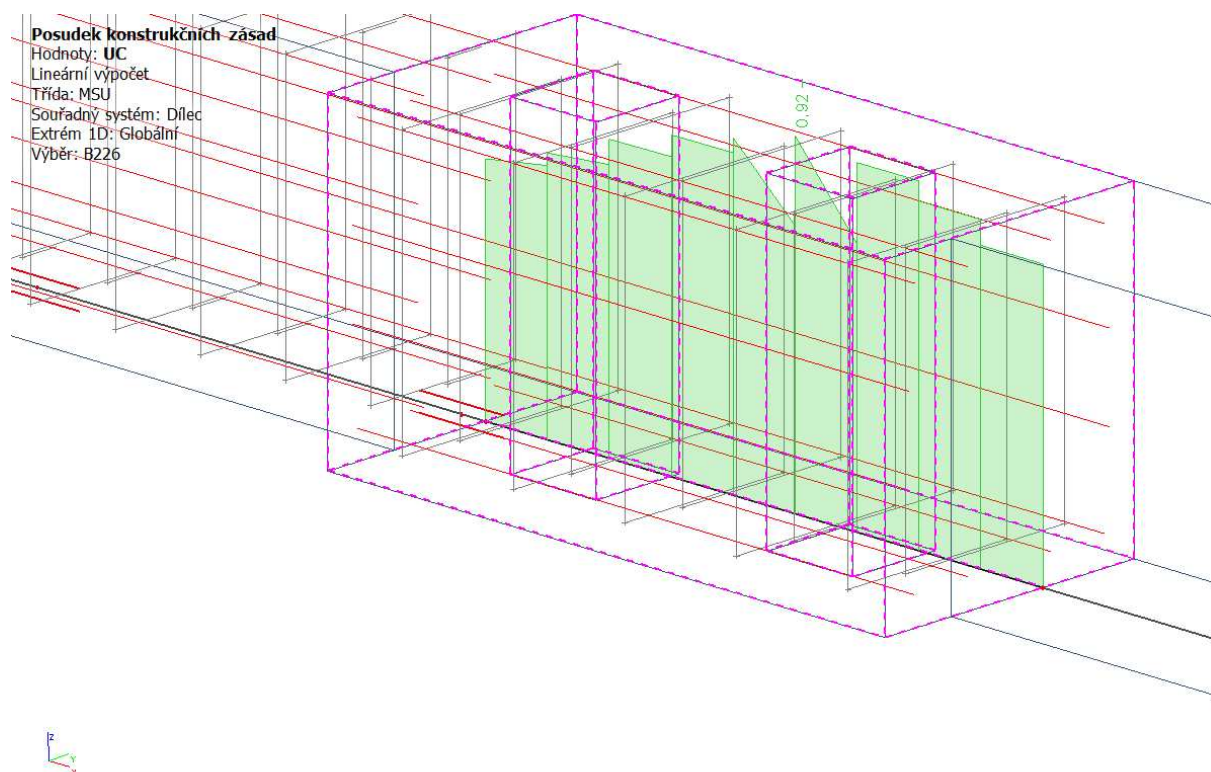 Posudek konstrukčních zásad
Hodnoty: UC
Lineární výpočet
Třída: MSU
Souřadný systém: Dílec
Extrém 1D: Globální
Výběr: B226
0,92
z
Y